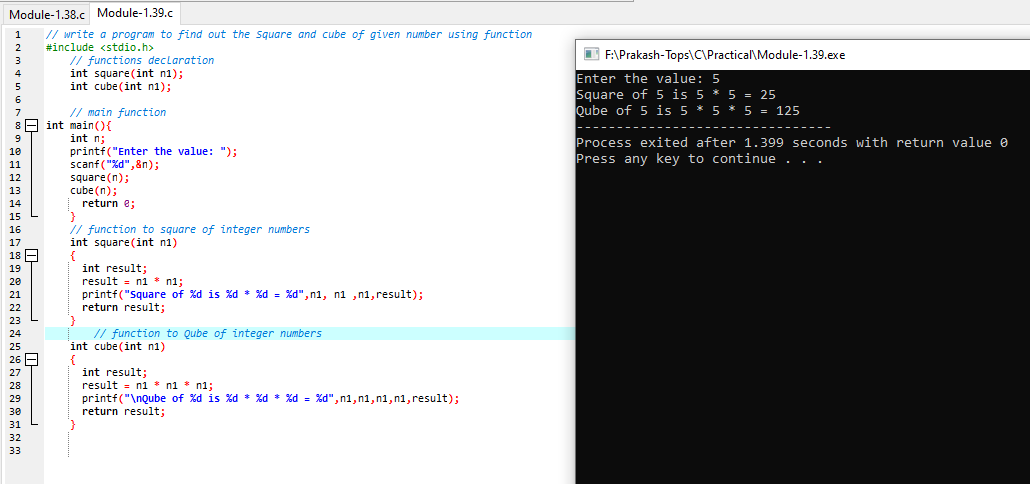 Module-1.38.c Module-1.39.c
1 // write a program to find out the Square and cube of given number using function
2 #include <stdio.h>
3 // functions declaration
4 int square(int n1);
5 int cube(int n1);
6
7 // main function
8 int main(){
9 int n;
10 printf("Enter the value: ");
11 scanf("%d",&n);
12 square(n);
13 cube(n);
14 return 0;
15 }
16 // function to square of integer numbers
17 int square(int n1)
18 {
19 int result;
20 result = n1 * n1;
21 printf("Square of %d is %d * %d = %d",n1, n1 ,n1,result);
22 return result;
23 }
24 // function to Qube of integer numbers
25 int cube(int n1)
26 {
27 int result;
28 result = n1 * n1 * n1;
29 printf("\nQube of %d is %d * %d * %d = %d",n1,n1,n1,n1,result);
30 return result;
31 }
32
33
F:\Prakash-Tops\C\Practical\Module-1.39.exe
Enter the value: 5
Square of 5 is 5 * 5 = 25
Qube of 5 is 5 * 5 * 5 = 125
--------------------------------
Process exited after 1.399 seconds with return value 0
Press any key to continue . . .